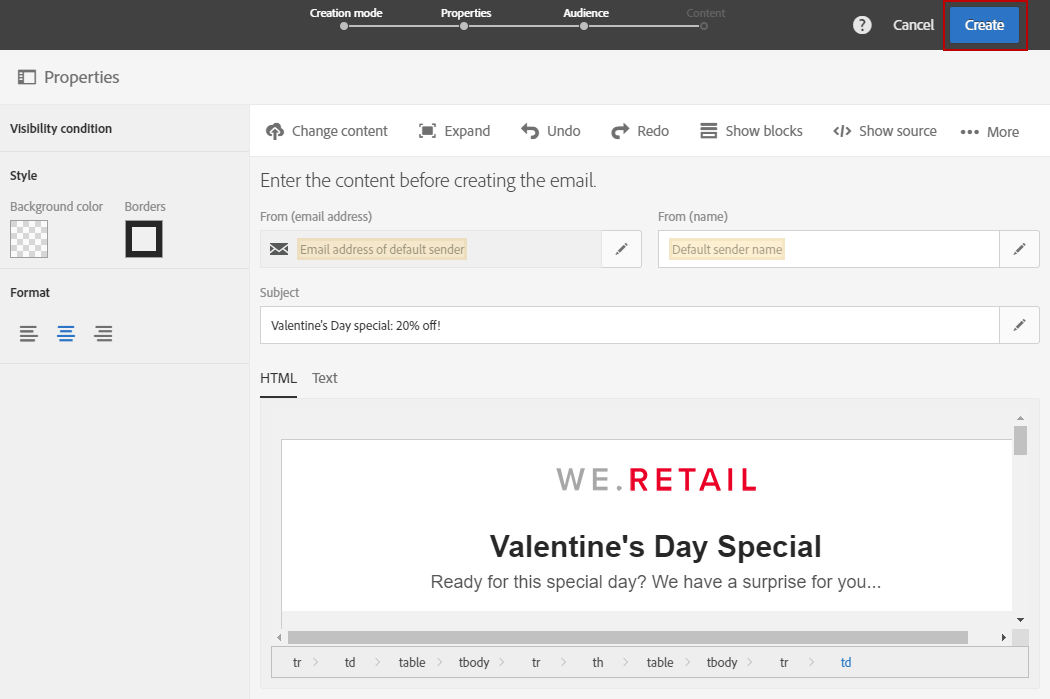 Creation mode Properties Audience Content
? Cancel Create
Properties
Visibility condition
Style
Background color Borders
Format
Change content Expand Undo Redo Show blocks </> Show source ••• More
Enter the content before creating the email.
From (email address) From (name)
Email address of default sender Default sender name
Subject
Valentine's Day special: 20% off!
HTML Text
WE.RETAIL
Valentine's Day Special
Ready for this special day? We have a surprise for you...
tr td table tbody tr th table tbody tr td